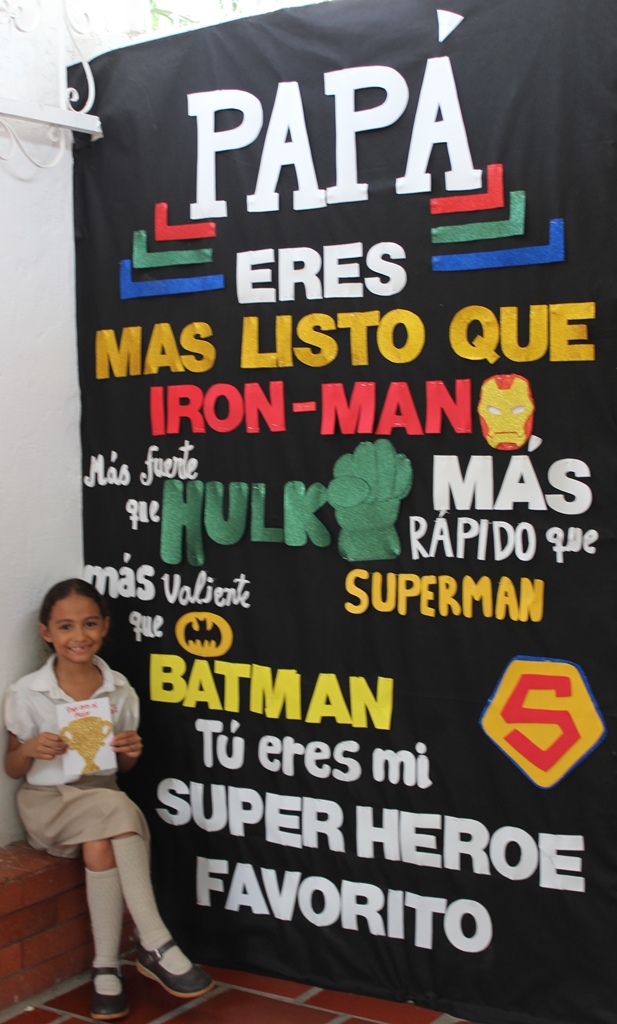 PAPÁ
ERES
MAS LISTO QUE
IRON-MAN
Más fuerte
que
HULK
MÁS
RÁPIDO que
SUPERMAN
más Valiente
que
BATMAN
S
Tú eres mi
SUPER HEROE
FAVORITO